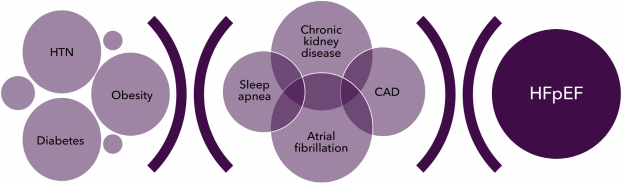 HTN
Obesity
Diabetes
Chronic
kidney
disease
Sleep
apnea
CAD
Atrial
fibrillation
HFpEF